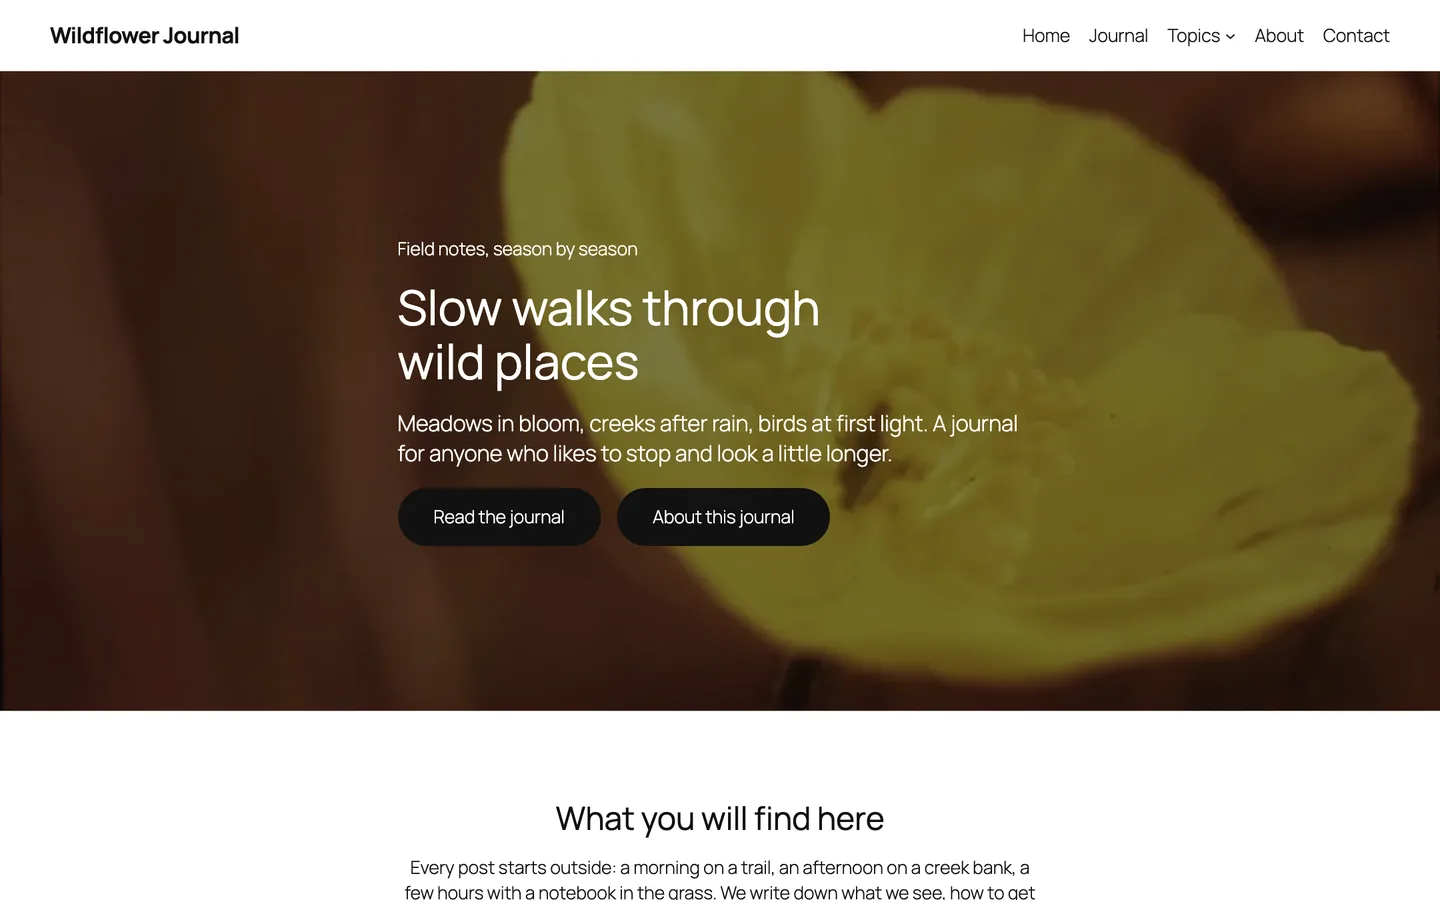 Wildflower Journal
Home Journal Topics About Contact
Field notes, season by season
Slow walks through
wild places
Meadows in bloom, creeks after rain, birds at first light. A journal
for anyone who likes to stop and look a little longer.
Read the journal About this journal
What you will find here
Every post starts outside: a morning on a trail, an afternoon on a creek bank, a
few hours with a notebook in the grass. We write down what we see, how to get